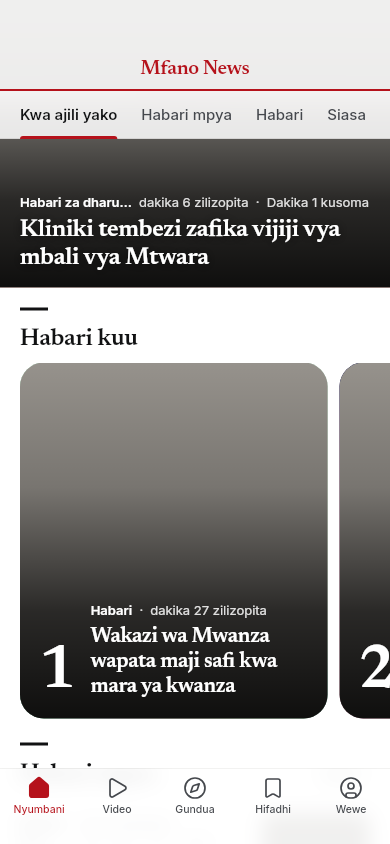 Mfano News
Kwa ajili yako Habari mpya Habari Siasa
Habari za dharu... dakika 6 zilizopita · Dakika 1 kusoma
Kliniki tembezi zafika vijiji vya
mbali vya Mtwara
Habari kuu
Habari · dakika 27 zilizopita
1 2
Wakazi wa Mwanza
wapata maji safi kwa
mara ya kwanza
Nyumbani Video Gundua Hifadhi Wewe